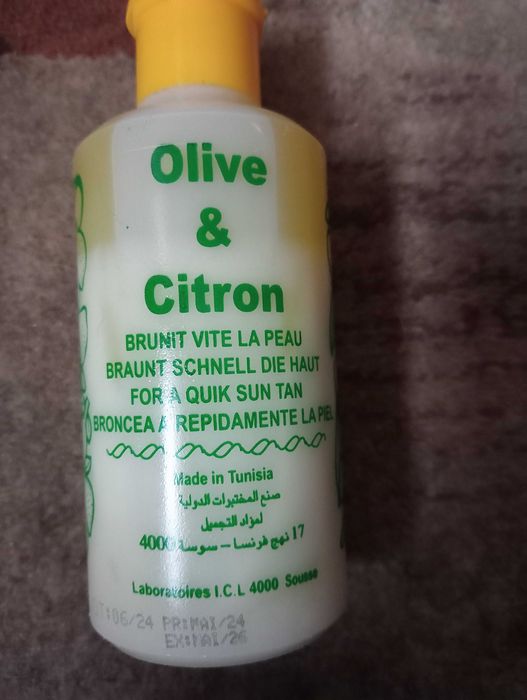 Olive
&
Citron
BRUNIT VITE LA PEAU
BRAUNT SCHNELL DIE HAUT
FOR A QUIK SUN TAN
BRONCEA A REPIDAMENTE LA PIEL
Made in Tunisia
صنع المختبرات الدولية
لمواد التجميل
17 نهج فرنسا – سوسة 4000
Laboratoires I.C.L 4000 Sousse
T:06/24 PR:MAI/24
EX:MAI/26